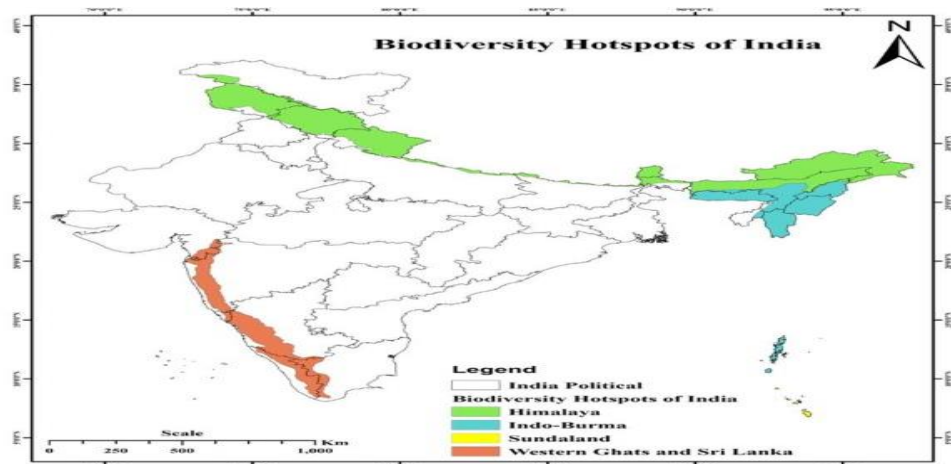 Biodiversity Hotspots of India
N
Legend
India Political
Biodiversity Hotspots of India
Himalaya
Indo-Burma
Sundaland
Western Ghats and Sri Lanka
Scale
Km
0 250 500 1,000